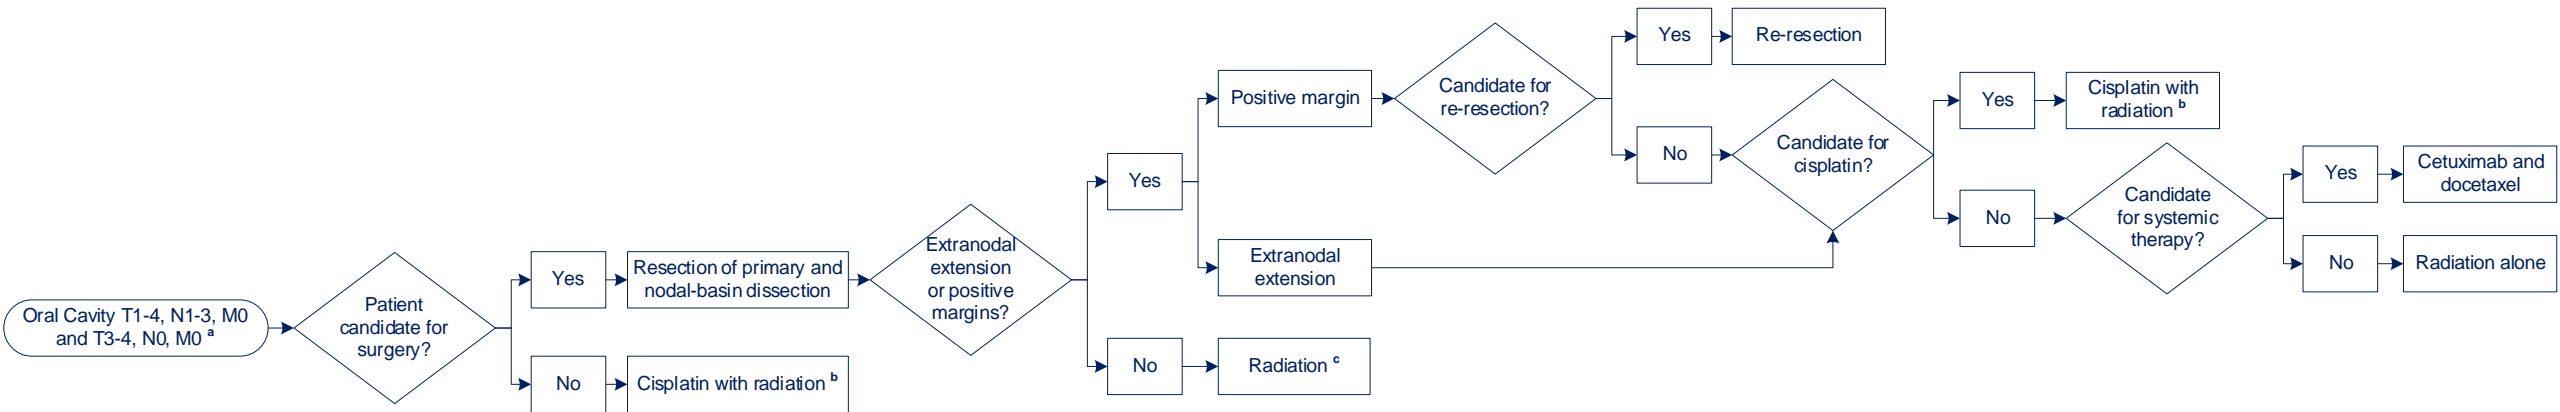 Oral Cavity T1-4, N1-3, M0
and T3-4, N0, M0 a
Patient
candidate for
surgery?
Yes
Resection of primary and
nodal-basin dissection
No
Cisplatin with radiation b
Extranodal
extension
or positive
margins?
Yes
Positive margin
Candidate for
re-resection?
Yes
Re-resection
No
Extranodal
extension
No
Radiation c
Candidate for
cisplatin?
Yes
Cisplatin with
radiation b
No
Candidate
for systemic
therapy?
Yes
Cetuximab and
docetaxel
No
Radiation alone